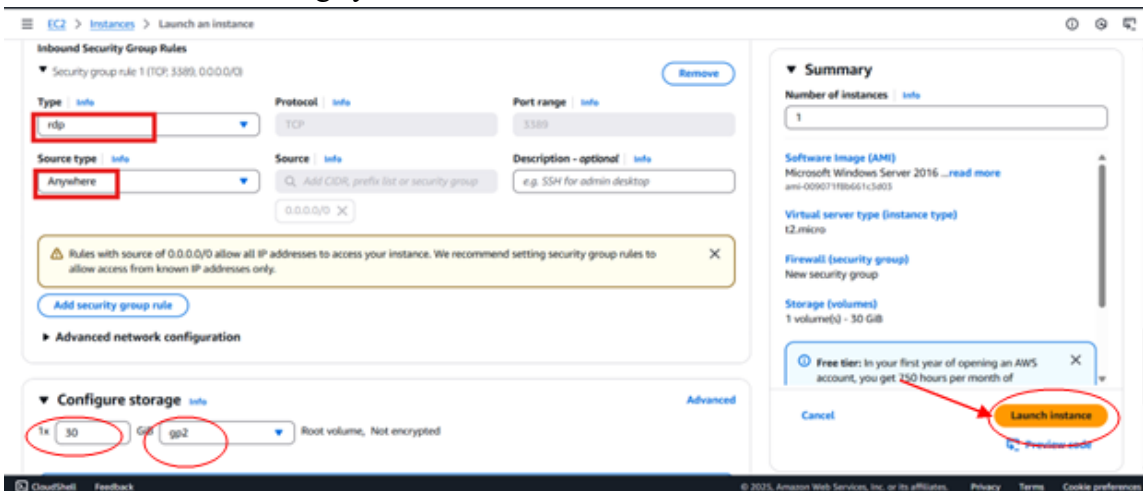 EC2 > Instances > Launch an instance
Inbound Security Group Rules
Security group rule 1 (TCP, 3389, 0.0.0.0/0)
Remove
Type | Info
Protocol | Info
Port range | Info
rdp
TCP
3389
Source type | Info
Source | Info
Description - optional | Info
Anywhere
Add CIDR, prefix list or security group
e.g. SSH for admin desktop
0.0.0.0/0 X
Rules with source of 0.0.0.0/0 allow all IP addresses to access your instance. We recommend setting security group rules to
allow access from known IP addresses only.
Add security group rule
Advanced network configuration
Configure storage Info
Advanced
1x 30 GiB gp2 Root volume, Not encrypted
Summary
Number of instances | Info
1
Software Image (AMI)
Microsoft Windows Server 2016 ...read more
Virtual server type (instance type)
t2.micro
Firewall (security group)
New security group
Storage (volumes)
1 volume(s) - 30 GiB
Free tier: In your first year of opening an AWS
account, you get 750 hours per month of
Cancel
Launch instance
Preview code
CloudShell Feedback
© 2025, Amazon Web Services, Inc. or its affiliates. Privacy Terms Cookie preferences